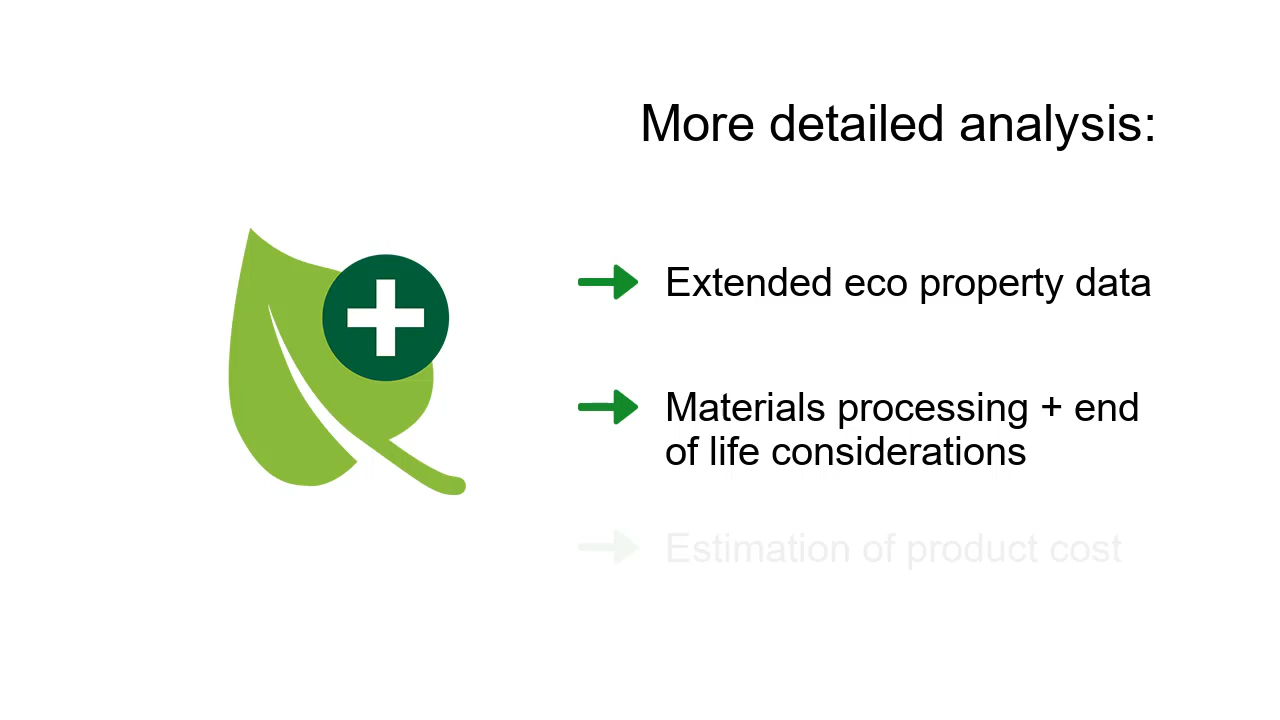 More detailed analysis:
Extended eco property data
Materials processing + end
of life considerations
Estimation of product cost